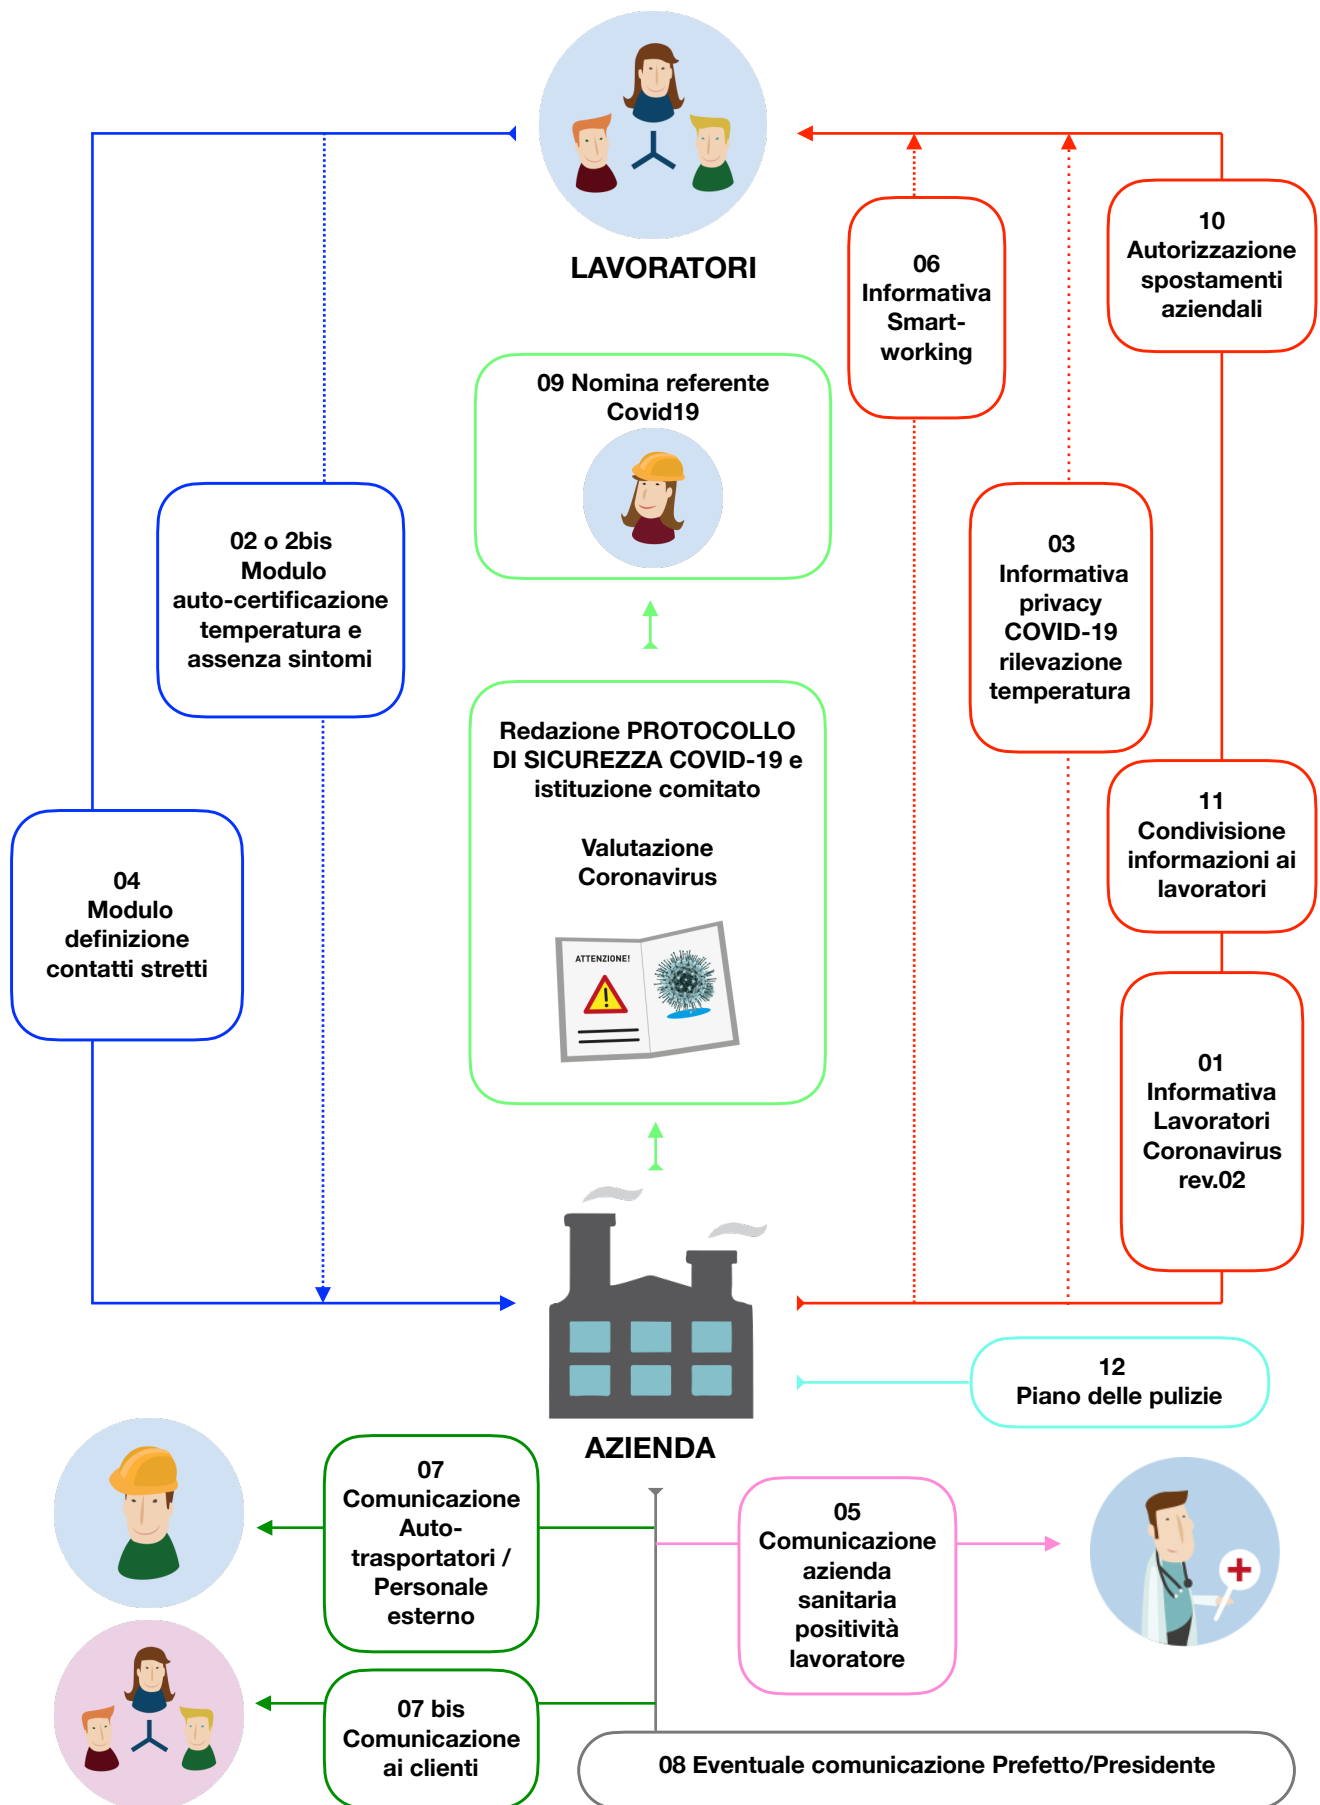 LAVORATORI
10
Autorizzazione
spostamenti
aziendali
06
Informativa
Smart-
working
09 Nomina referente
Covid19
02 o 2bis
Modulo
auto-certificazione
temperatura e
assenza sintomi
03
Informativa
privacy
COVID-19
rilevazione
temperatura
Redazione PROTOCOLLO
DI SICUREZZA COVID-19 e
istituzione comitato
Valutazione
Coronavirus
ATTENZIONE!
11
Condivisione
informazioni ai
lavoratori
04
Modulo
definizione
contatti stretti
01
Informativa
Lavoratori
Coronavirus
rev.02
12
Piano delle pulizie
AZIENDA
07
Comunicazione
Auto-
trasportatori /
Personale
esterno
05
Comunicazione
azienda
sanitaria
positività
lavoratore
07 bis
Comunicazione
ai clienti
08 Eventuale comunicazione Prefetto/Presidente